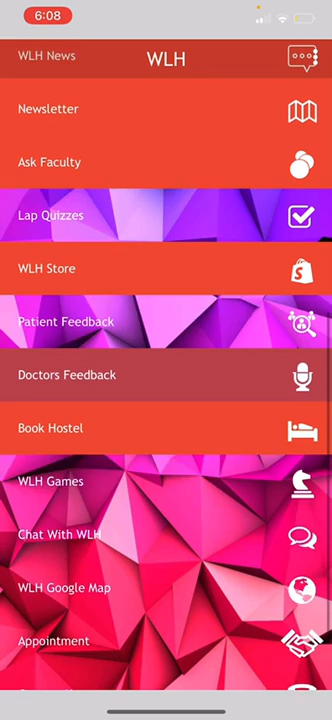 6:08
WLH News
WLH
Newsletter
Ask Faculty
Lap Quizzes
WLH Store
Patient Feedback
Doctors Feedback
Book Hostel
WLH Games
Chat With WLH
WLH Google Map
Appointment